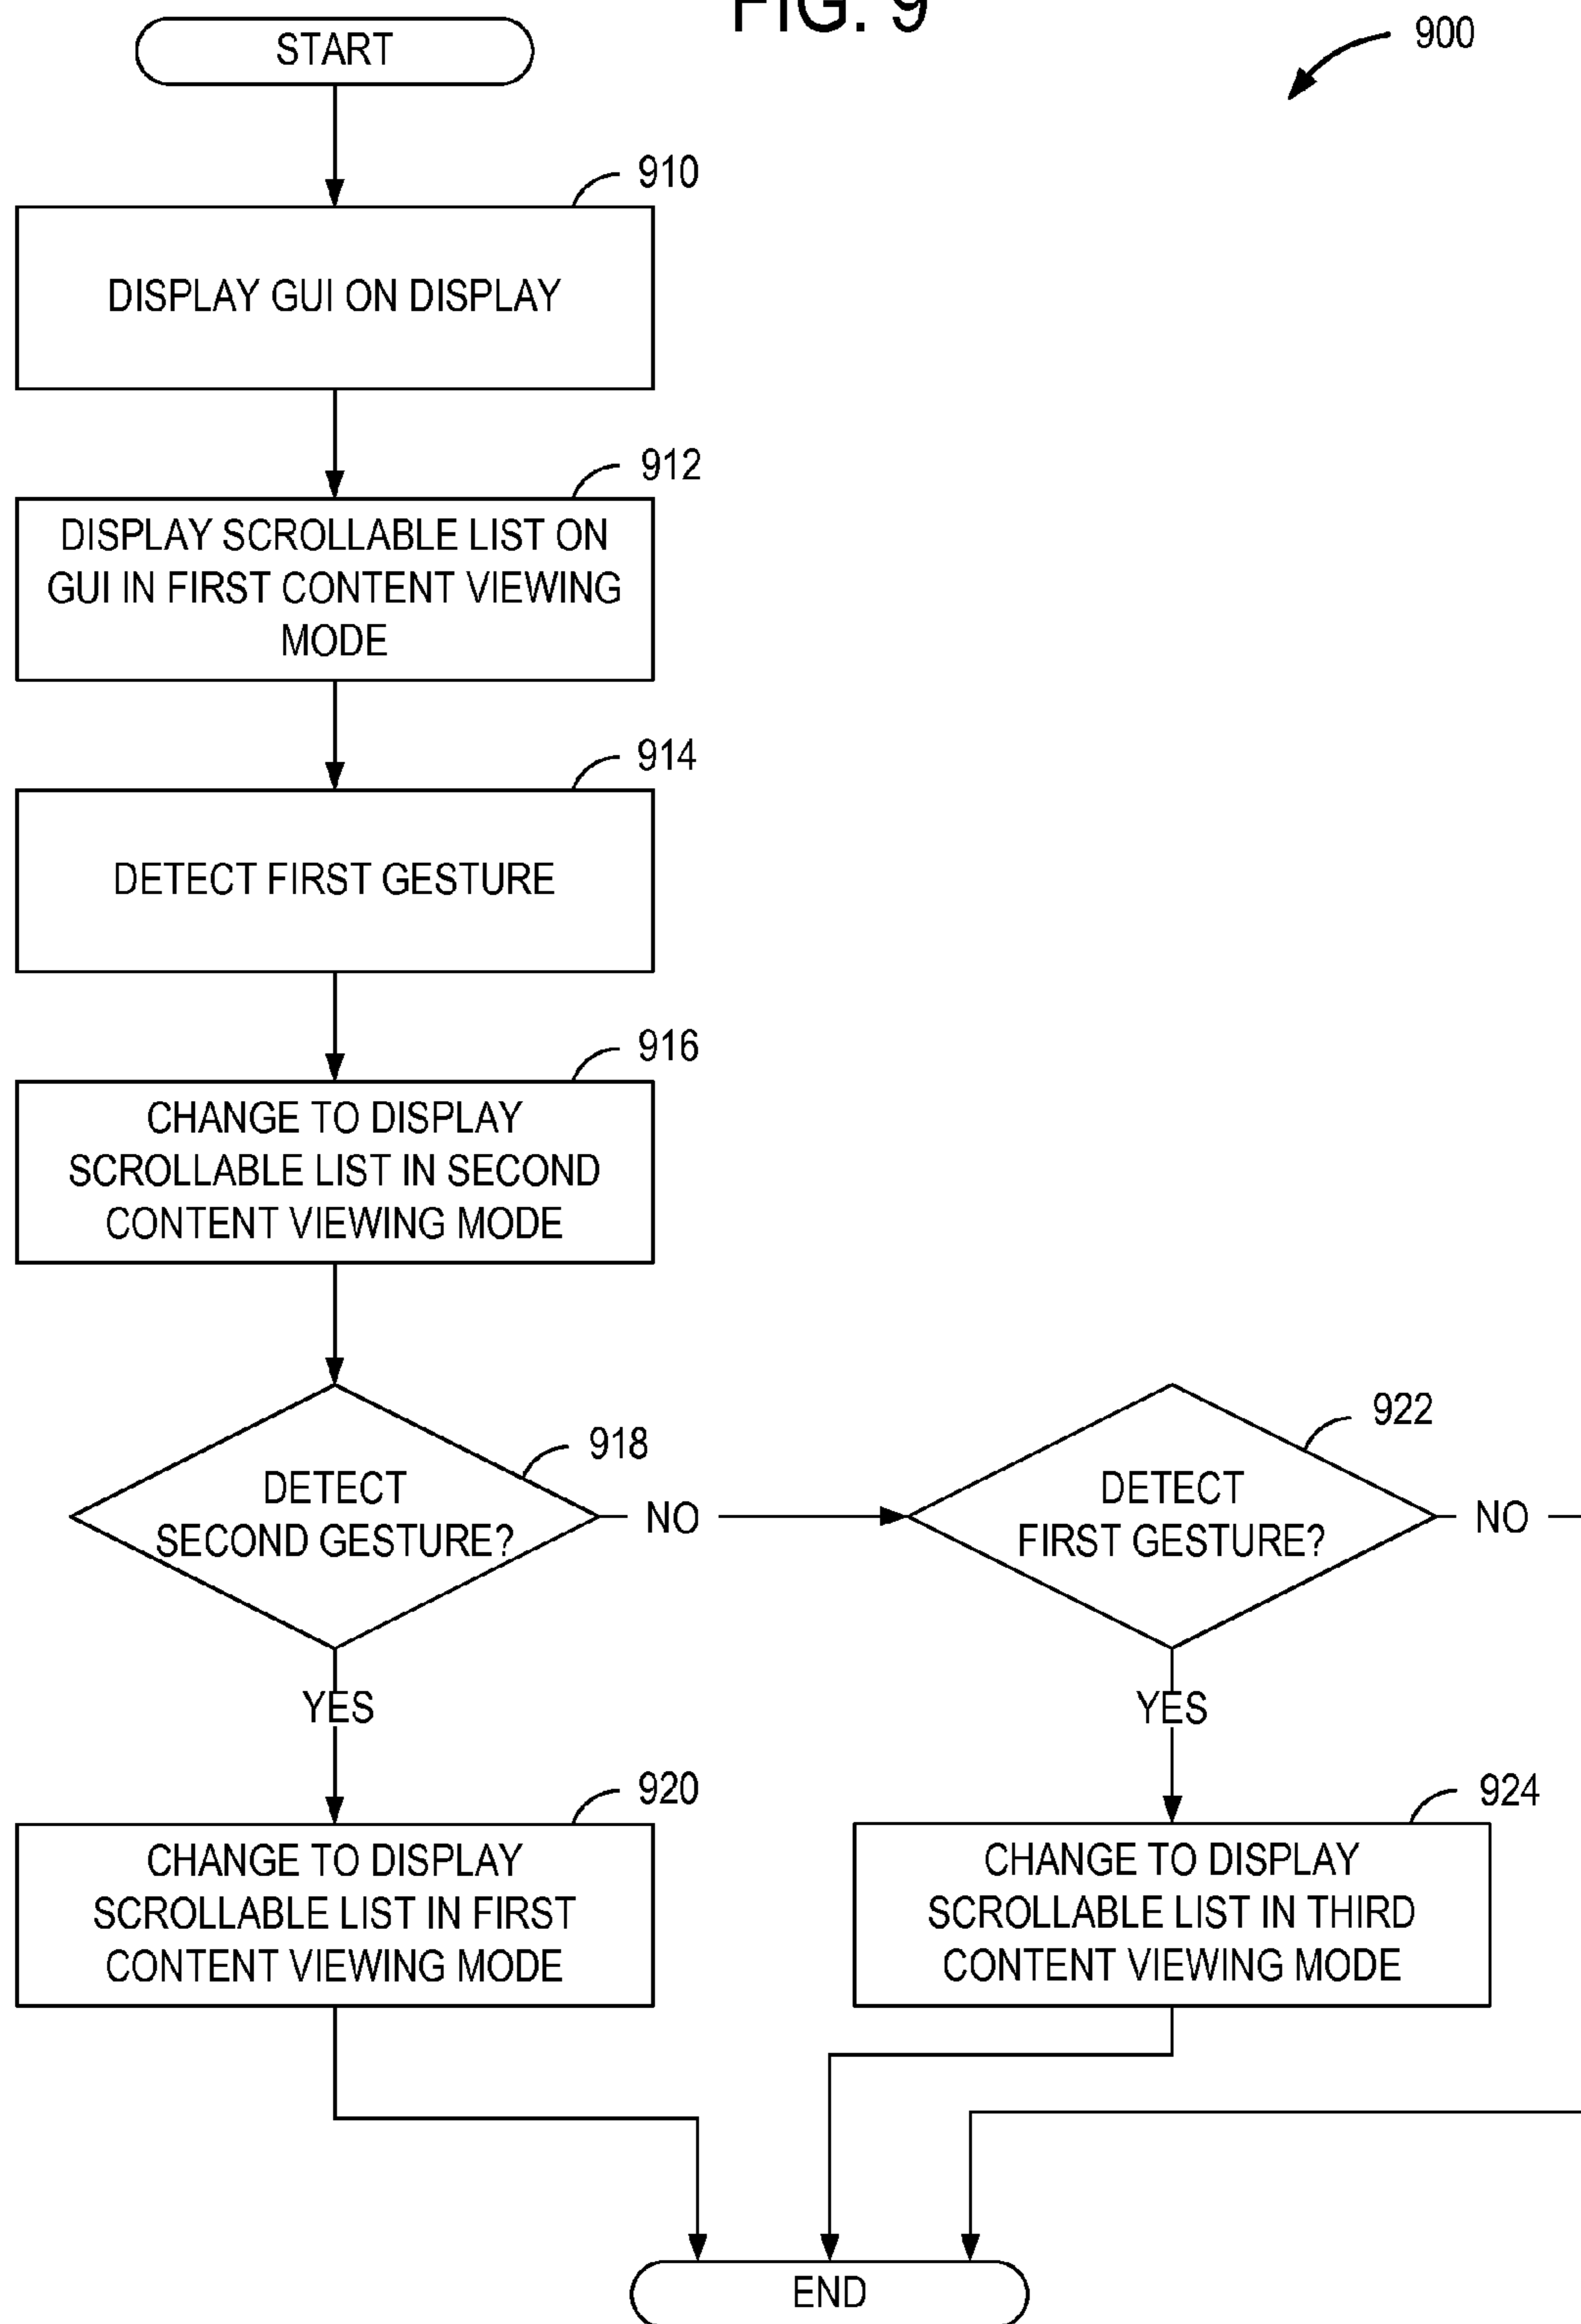 FIG. 9
900
START
910
DISPLAY GUI ON DISPLAY
912
DISPLAY SCROLLABLE LIST ON
GUI IN FIRST CONTENT VIEWING
MODE
914
DETECT FIRST GESTURE
916
CHANGE TO DISPLAY
SCROLLABLE LIST IN SECOND
CONTENT VIEWING MODE
918
DETECT
SECOND GESTURE?
NO
922
DETECT
FIRST GESTURE?
NO
YES
YES
920
CHANGE TO DISPLAY
SCROLLABLE LIST IN FIRST
CONTENT VIEWING MODE
924
CHANGE TO DISPLAY
SCROLLABLE LIST IN THIRD
CONTENT VIEWING MODE
END